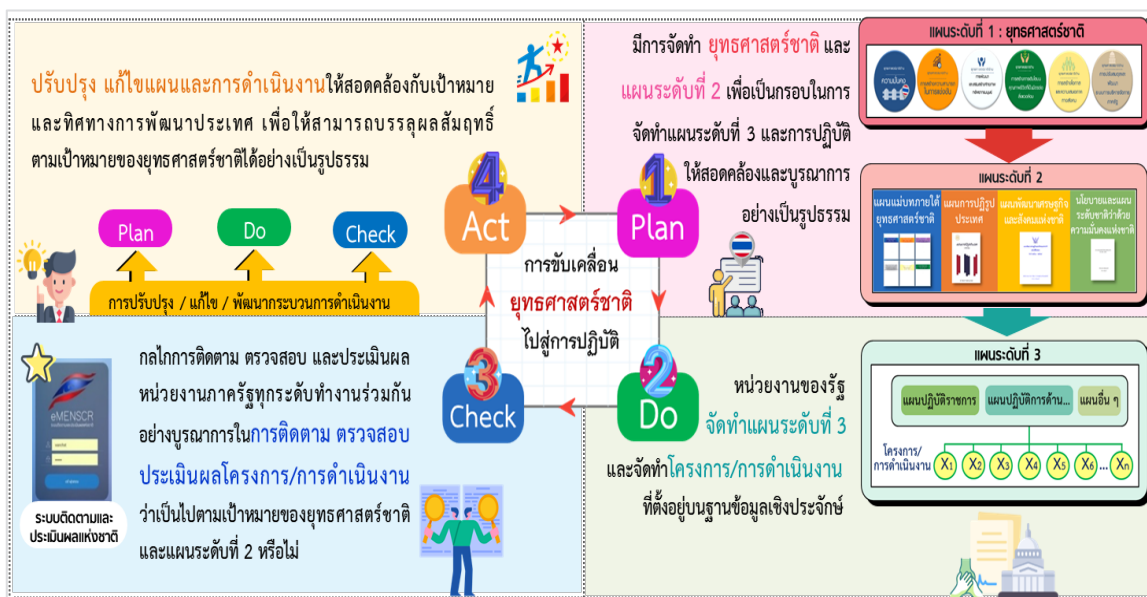 ปรับปรุง แก้ไขแผนและการดำเนินงานให้สอดคล้องกับเป้าหมาย
และทิศทางการพัฒนาประเทศ เพื่อให้สามารถบรรลุผลสัมฤทธิ์
ตามเป้าหมายของยุทธศาสตร์ชาติได้อย่างเป็นรูปธรรม
Plan
Do
Check
การปรับปรุง / แก้ไข / พัฒนากระบวนการดำเนินงาน
4
Act
1
Plan
การขับเคลื่อน
ยุทธศาสตร์ชาติ
ไปสู่การปฏิบัติ
3
Check
2
Do
มีการจัดทำ ยุทธศาสตร์ชาติ และ
แผนระดับที่ 2 เพื่อเป็นกรอบในการ
จัดทำแผนระดับที่ 3 และการปฏิบัติ
ให้สอดคล้องและบูรณาการ
อย่างเป็นรูปธรรม
แผนระดับที่ 1 : ยุทธศาสตร์ชาติ
ความมั่นคง
แผนระดับที่ 2
แผนแม่บทภายใต้
ยุทธศาสตร์ชาติ
แผนการปฏิรูป
ประเทศ
แผนพัฒนาเศรษฐกิจ
และสังคมแห่งชาติ
นโยบายและแผน
ระดับชาติว่าด้วย
ความมั่นคงแห่งชาติ
กลไกการติดตาม ตรวจสอบ และประเมินผล
หน่วยงานภาครัฐทุกระดับทำงานร่วมกัน
อย่างบูรณาการในการติดตาม ตรวจสอบ
ประเมินผลโครงการ/การดำเนินงาน
ว่าเป็นไปตามเป้าหมายของยุทธศาสตร์ชาติ
และแผนระดับที่ 2 หรือไม่
eMENSCR
ระบบติดตามและ
ประเมินผลแห่งชาติ
หน่วยงานของรัฐ
จัดทำแผนระดับที่ 3
และจัดทำโครงการ/การดำเนินงาน
ที่ตั้งอยู่บนฐานข้อมูลเชิงประจักษ์
แผนระดับที่ 3
แผนปฏิบัติราชการ
แผนปฏิบัติการด้าน...
แผนอื่น ๆ
โครงการ/
การดำเนินงาน
X1 X2 X3 X4 X5 X6 ... Xn